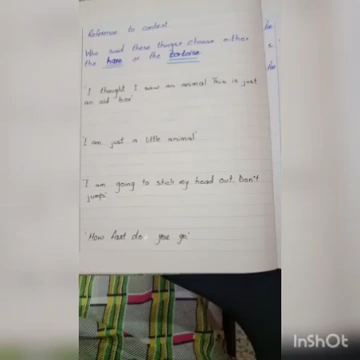 Reference to context
Who said these things choose either
the hare or the tortoise
'I thought I saw an animal This is just
an old box'
'I am just a little animal'
'I am going to stick my head out. Don't
jump'
'How fast do you go'
InShOt